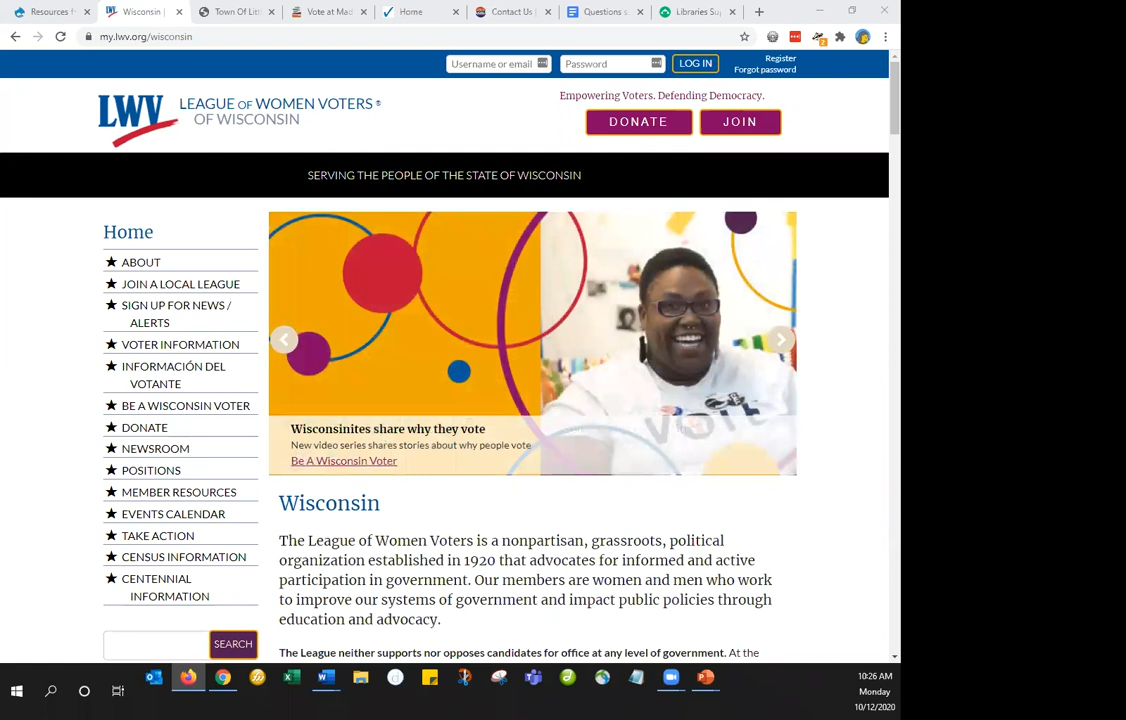 Resources f
Wisconsin |
Town Of Litt
Vote at Mad
Home
Contact Us |
Questions s
Libraries Sup
my.lwv.org/wisconsin
Username or email
Password
LOG IN
Register
Forgot password
LWV
LEAGUE OF WOMEN VOTERS®
OF WISCONSIN
Empowering Voters. Defending Democracy.
DONATE
JOIN
SERVING THE PEOPLE OF THE STATE OF WISCONSIN
Home
★ ABOUT
★ JOIN A LOCAL LEAGUE
★ SIGN UP FOR NEWS /
ALERTS
★ VOTER INFORMATION
★ INFORMACIÓN DEL
VOTANTE
★ BE A WISCONSIN VOTER
★ DONATE
★ NEWSROOM
★ POSITIONS
★ MEMBER RESOURCES
★ EVENTS CALENDAR
★ TAKE ACTION
★ CENSUS INFORMATION
★ CENTENNIAL
INFORMATION
SEARCH
Wisconsinites share why they vote
New video series shares stories about why people vote
Be A Wisconsin Voter
Wisconsin
The League of Women Voters is a nonpartisan, grassroots, political
organization established in 1920 that advocates for informed and active
participation in government. Our members are women and men who work
to improve our systems of government and impact public policies through
education and advocacy.
The League neither supports nor opposes candidates for office at any level of government. At the
10:26 AM
Monday
10/12/2020